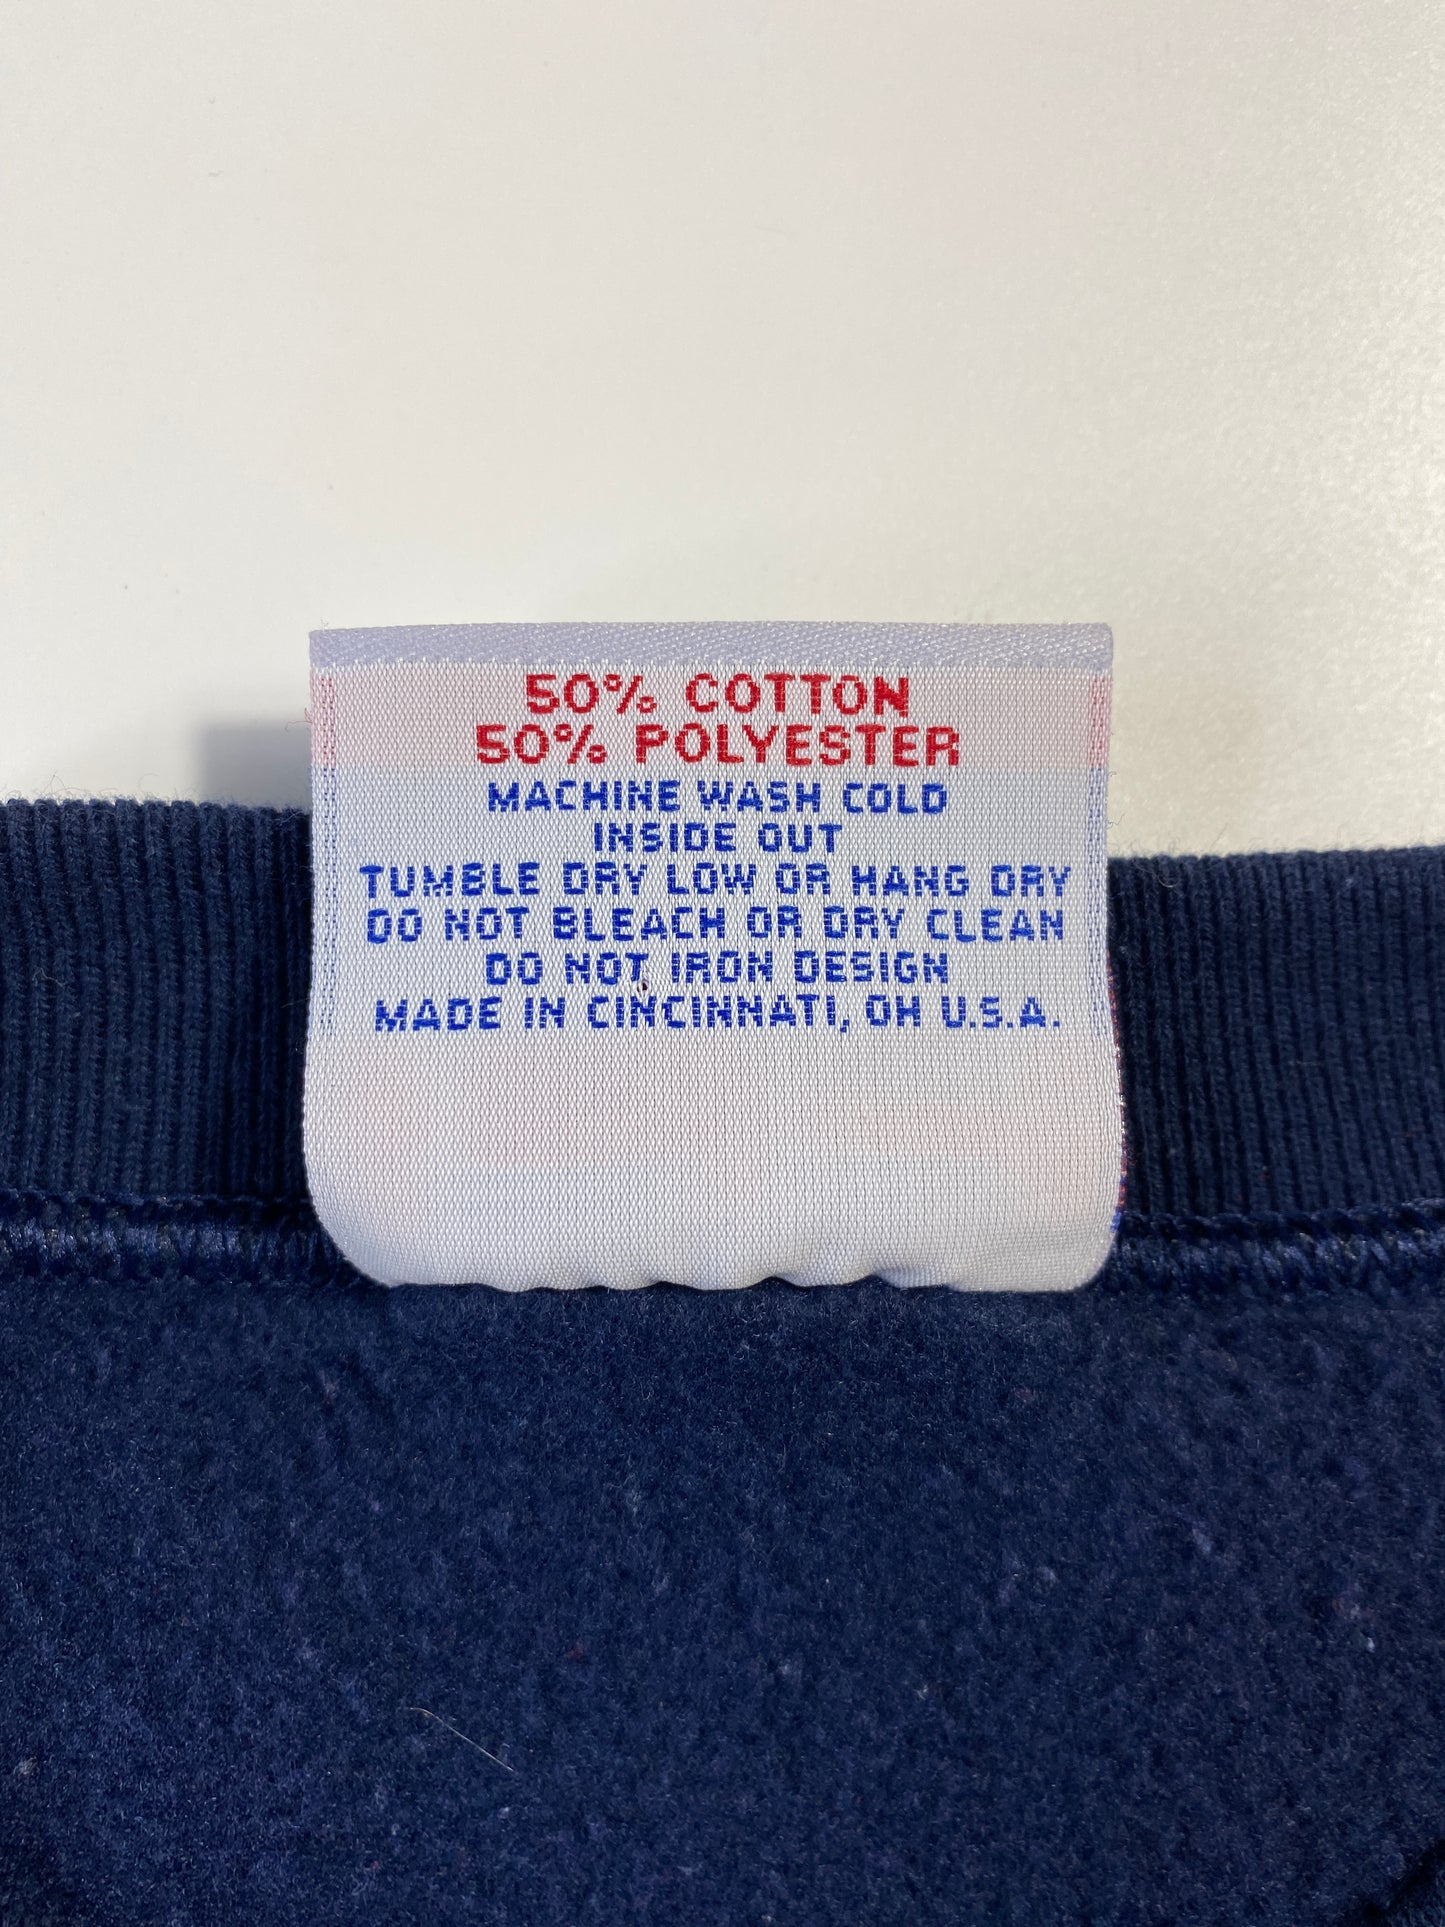 50% COTTON
50% POLYESTER
MACHINE WASH COLD
INSIDE OUT
TUMBLE DRY LOW OR HANG DRY
DO NOT BLEACH OR DRY CLEAN
DO NOT IRON DESIGN
MADE IN CINCINNATI, OH U.S.A.